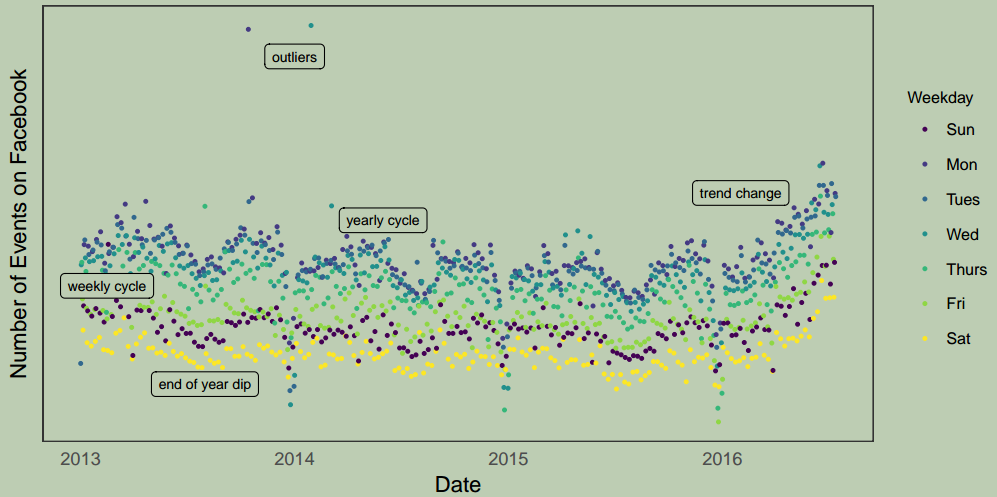 Number of Events on Facebook
outliers
trend change
yearly cycle
weekly cycle
end of year dip
2013
2014
2015
2016
Date
Weekday
Sun
Mon
Tues
Wed
Thurs
Fri
Sat